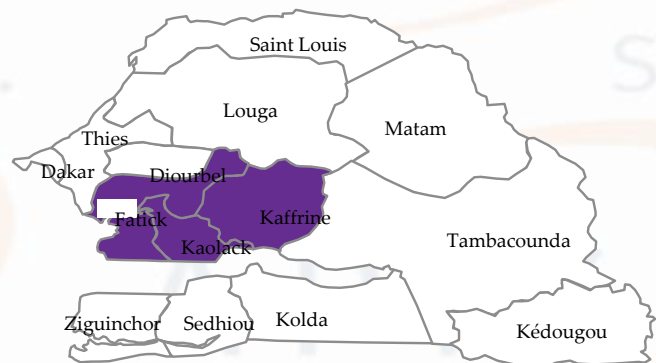 Saint Louis
Louga
Matam
Thies
Dakar
Diourbel
Fatick
Kaffrine
Kaolack
Tambacounda
Ziguinchor
Sedhiou
Kolda
Kédougou